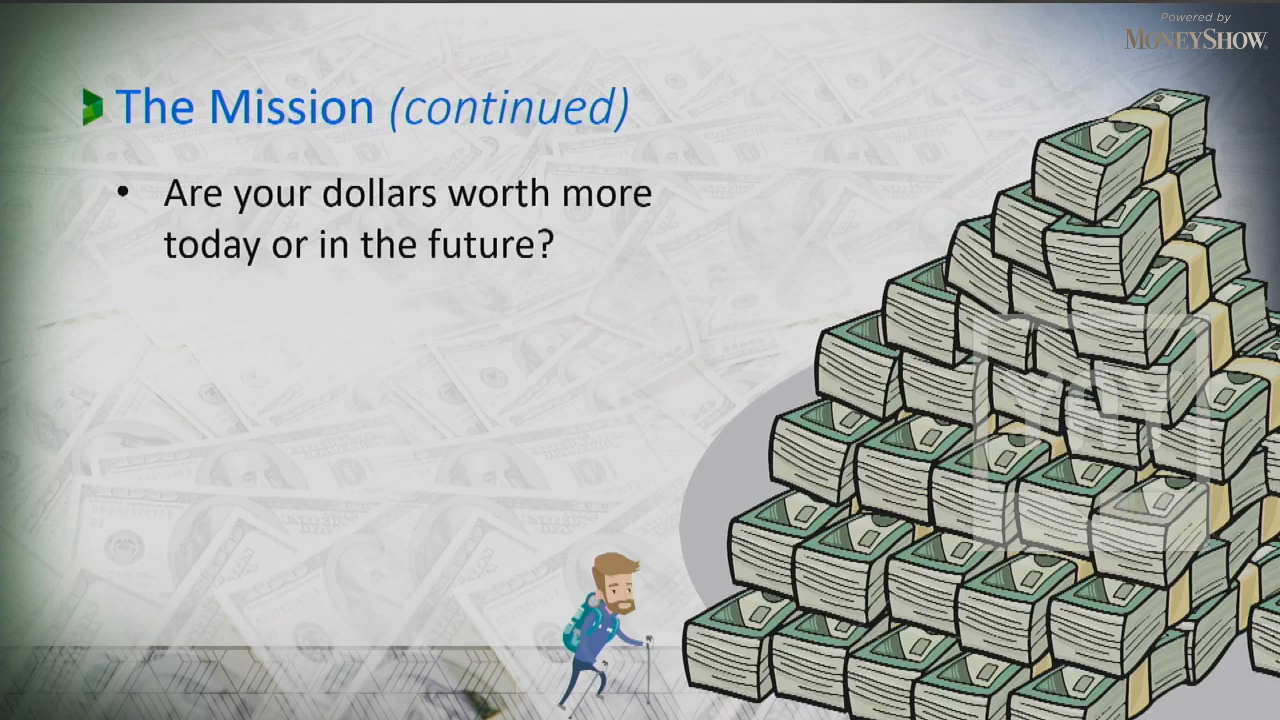 Powered by
MONEYSHOW
The Mission (continued)
• Are your dollars worth more
today or in the future?